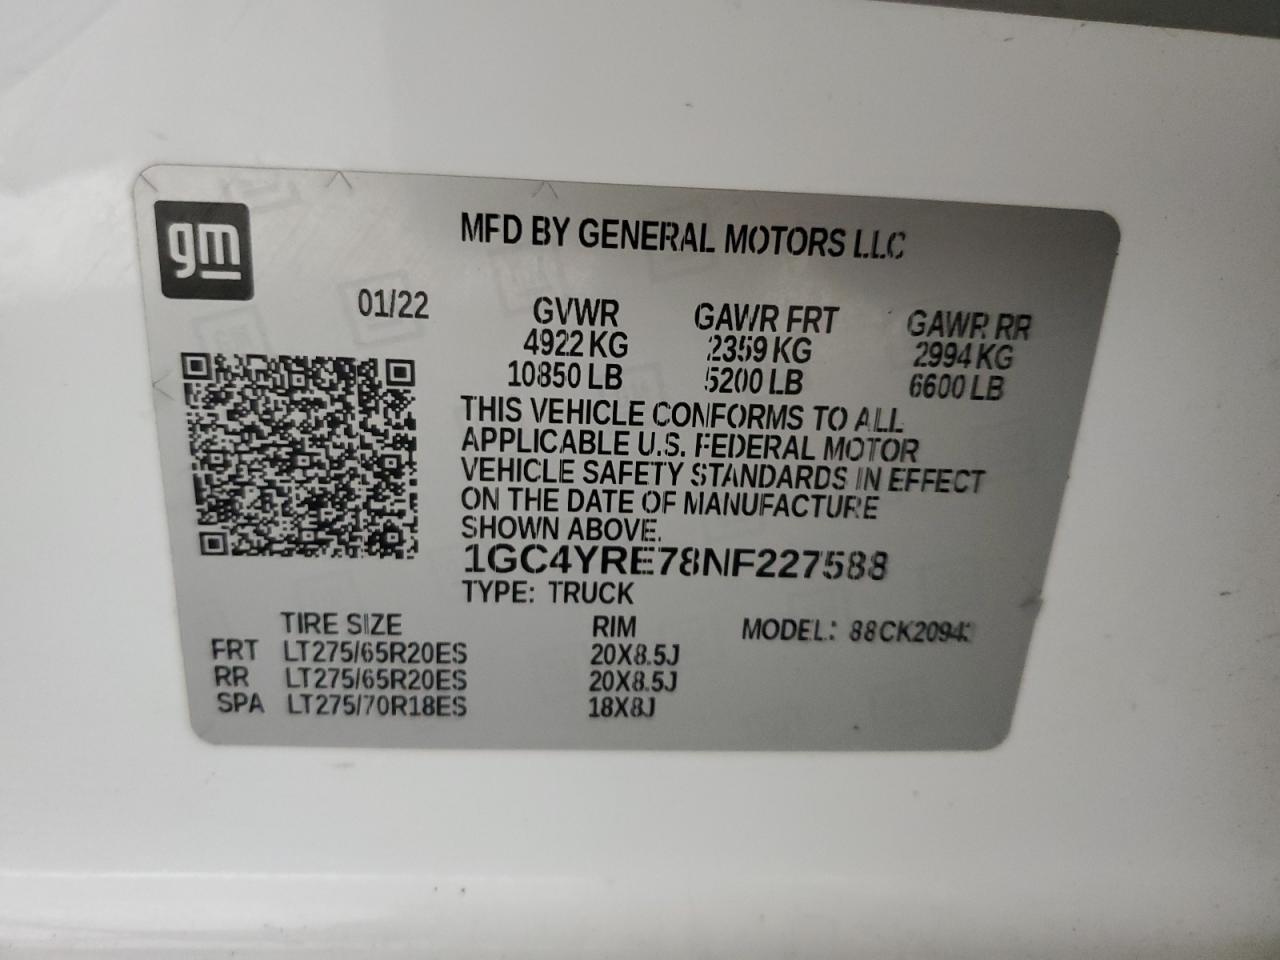 gm
MFD BY GENERAL MOTORS LLC
01/22 GVWR GAWR FRT GAWR RR
4922 KG 2359 KG 2994 KG
10850 LB 5200 LB 6600 LB
THIS VEHICLE CONFORMS TO ALL
APPLICABLE U.S. FEDERAL MOTOR
VEHICLE SAFETY STANDARDS IN EFFECT
ON THE DATE OF MANUFACTURE
SHOWN ABOVE.
1GC4YRE78NF227588
TYPE: TRUCK
TIRE SIZE RIM MODEL:
FRT LT275/65R20ES 20X8.5J
RR LT275/65R20ES 20X8.5J
SPA LT275/70R18ES 18X8J